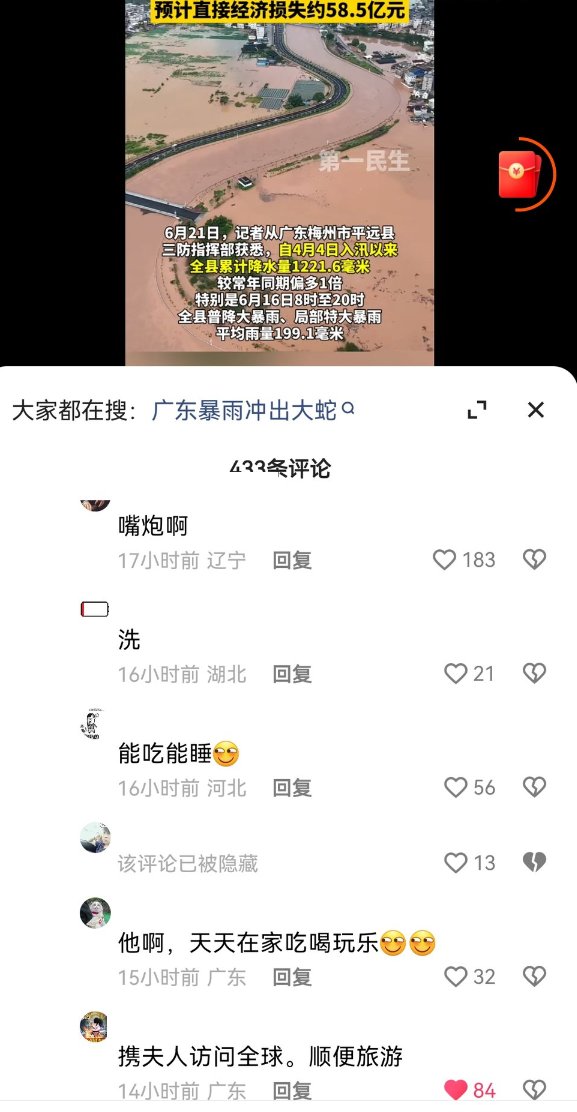 预计直接经济损失约58.5亿元
第一民生
6月21日，记者从广东梅州市平远县
三防指挥部获悉，自4月4日入汛以来
全县累计降水量1221.6毫米
较常年同期偏多1倍
特别是6月16日8时至20时
全县普降大暴雨、局部特大暴雨
平均雨量199.1毫米
大家都在搜：广东暴雨冲出大蛇
433条评论
嘴炮啊
17小时前 辽宁 回复 183
洗
16小时前 湖北 回复 21
能吃能睡
16小时前 河北 回复 56
该评论已被隐藏 13
他啊，天天在家吃喝玩乐
15小时前 广东 回复 32
携夫人访问全球。顺便旅游
14小时前 广东 回复 84